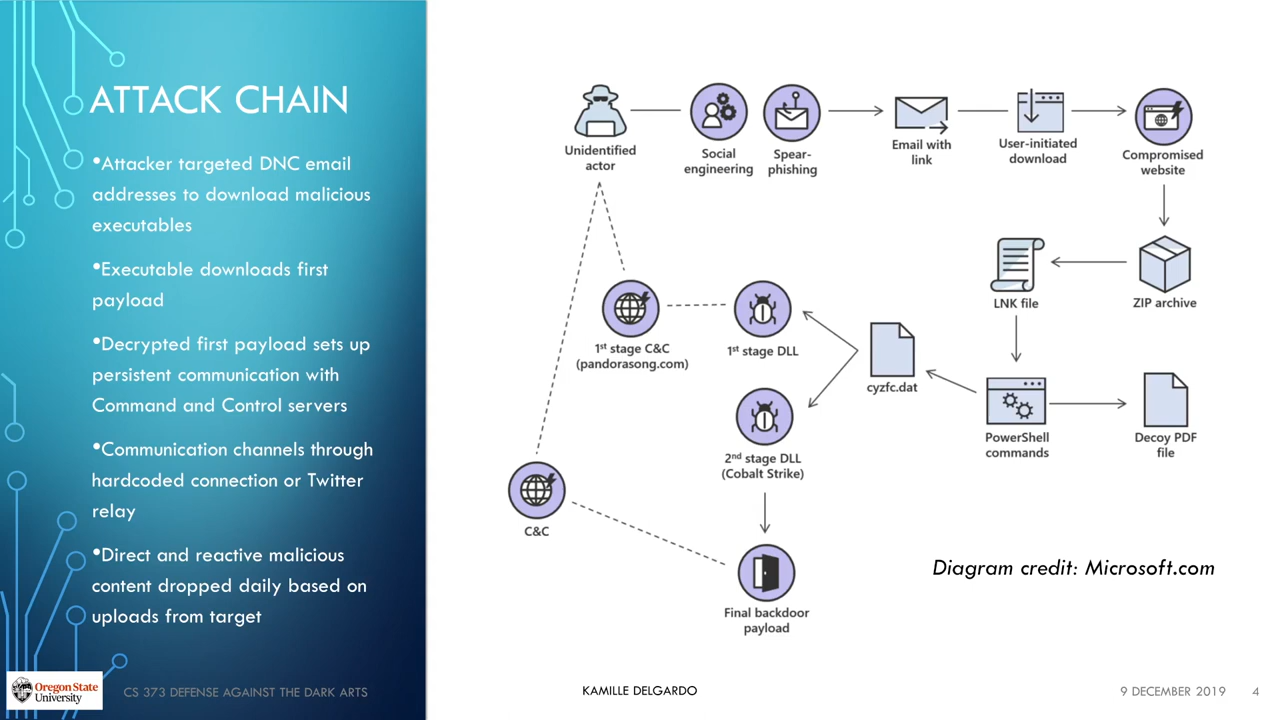 ATTACK CHAIN
•Attacker targeted DNC email
addresses to download malicious
executables
•Executable downloads first
payload
•Decrypted first payload sets up
persistent communication with
Command and Control servers
•Communication channels through
hardcoded connection or Twitter
relay
•Direct and reactive malicious
content dropped daily based on
uploads from target
Unidentified
actor
Social
engineering
Spear-
phishing
Email with
link
User-initiated
download
Compromised
website
ZIP archive
LNK file
PowerShell
commands
Decoy PDF
file
cyzfc.dat
1st stage DLL
1st stage C&C
(pandorasong.com)
2nd stage DLL
(Cobalt Strike)
C&C
Final backdoor
payload
Diagram credit: Microsoft.com
Oregon State
University
CS 373 DEFENSE AGAINST THE DARK ARTS
KAMILLE DELGARDO
9 DECEMBER 2019
4